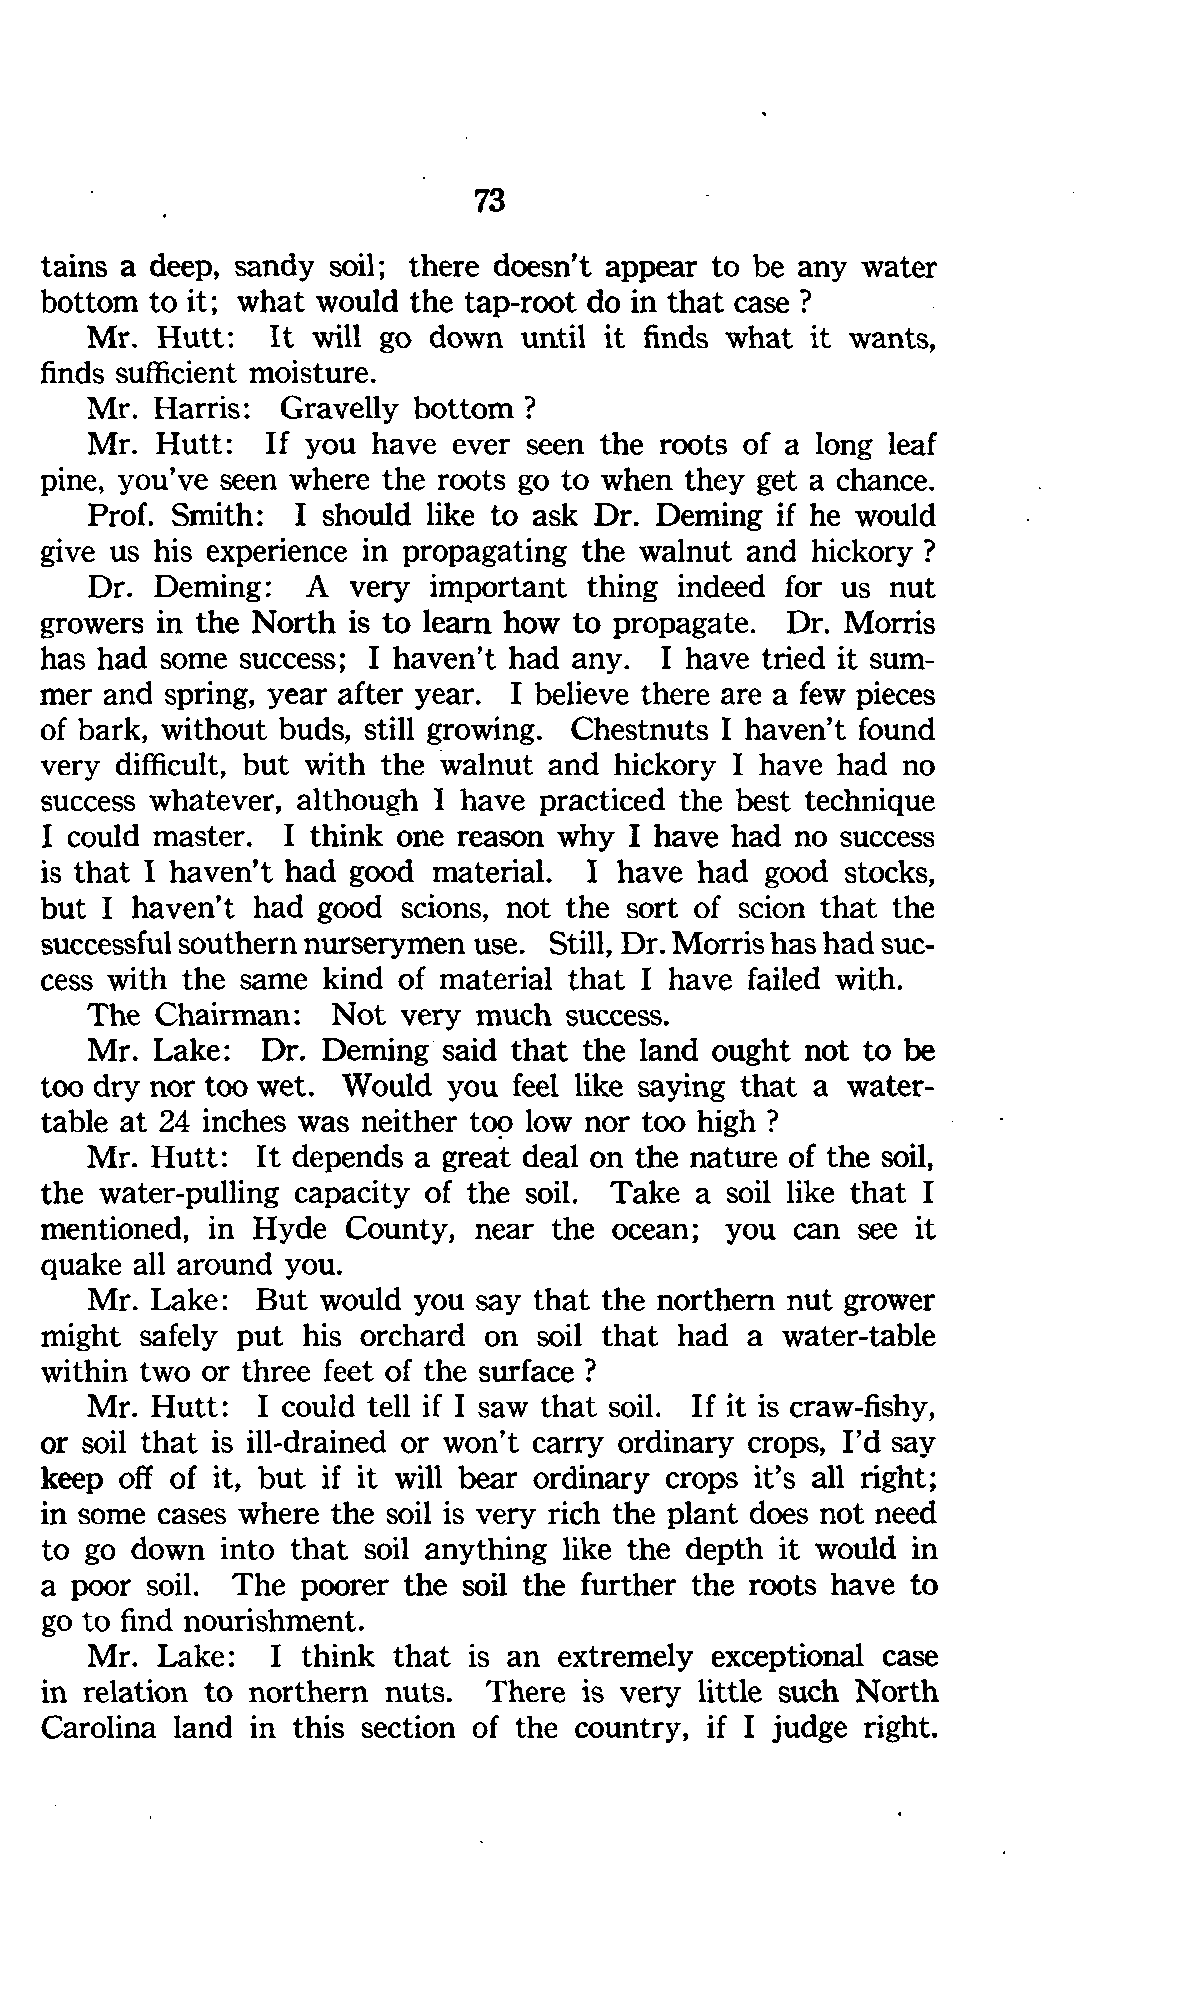 73
tains a deep, sandy soil; there doesn't appear to be any water
bottom to it; what would the tap-root do in that case ?
Mr. Hutt: It will go down until it finds what it wants,
finds sufficient moisture.
Mr. Harris: Gravelly bottom ?
Mr. Hutt: If you have ever seen the roots of a long leaf
pine, you've seen where the roots go to when they get a chance.
Prof. Smith: I should like to ask Dr. Deming if he would
give us his experience in propagating the walnut and hickory ?
Dr. Deming: A very important thing indeed for us nut
growers in the North is to learn how to propagate. Dr. Morris
has had some success; I haven't had any. I have tried it sum-
mer and spring, year after year. I believe there are a few pieces
of bark, without buds, still growing. Chestnuts I haven't found
very difficult, but with the walnut and hickory I have had no
success whatever, although I have practiced the best technique
I could master. I think one reason why I have had no success
is that I haven't had good material. I have had good stocks,
but I haven't had good scions, not the sort of scion that the
successful southern nurserymen use. Still, Dr. Morris has had suc-
cess with the same kind of material that I have failed with.
The Chairman: Not very much success.
Mr. Lake: Dr. Deming said that the land ought not to be
too dry nor too wet. Would you feel like saying that a water-
table at 24 inches was neither too low nor too high ?
Mr. Hutt: It depends a great deal on the nature of the soil,
the water-pulling capacity of the soil. Take a soil like that I
mentioned, in Hyde County, near the ocean; you can see it
quake all around you.
Mr. Lake: But would you say that the northern nut grower
might safely put his orchard on soil that had a water-table
within two or three feet of the surface ?
Mr. Hutt: I could tell if I saw that soil. If it is craw-fishy,
or soil that is ill-drained or won't carry ordinary crops, I'd say
keep off of it, but if it will bear ordinary crops it's all right;
in some cases where the soil is very rich the plant does not need
to go down into that soil anything like the depth it would in
a poor soil. The poorer the soil the further the roots have to
go to find nourishment.
Mr. Lake: I think that is an extremely exceptional case
in relation to northern nuts. There is very little such North
Carolina land in this section of the country, if I judge right.